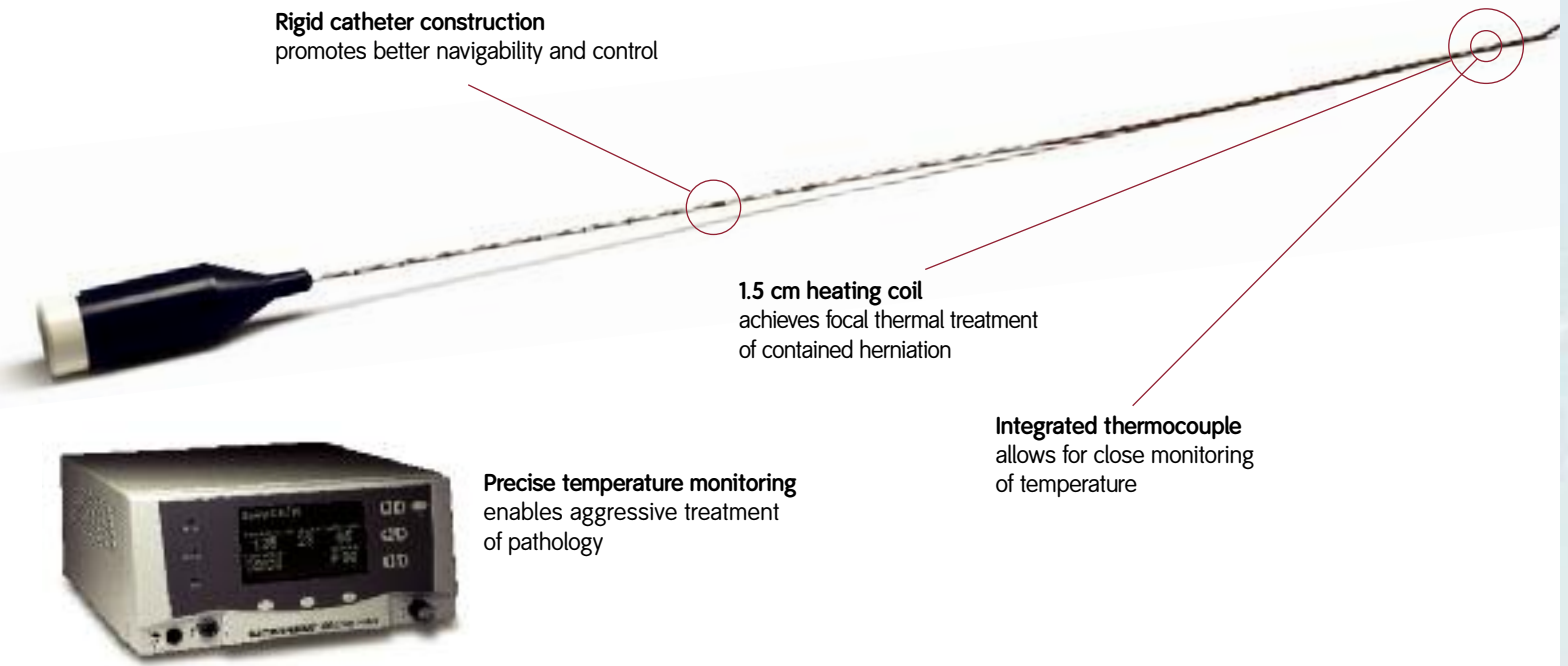 Rigid catheter construction
promotes better navigability and control
1.5 cm heating coil
achieves focal thermal treatment
of contained herniation
Integrated thermocouple
allows for close monitoring
of temperature
Precise temperature monitoring
enables aggressive treatment
of pathology